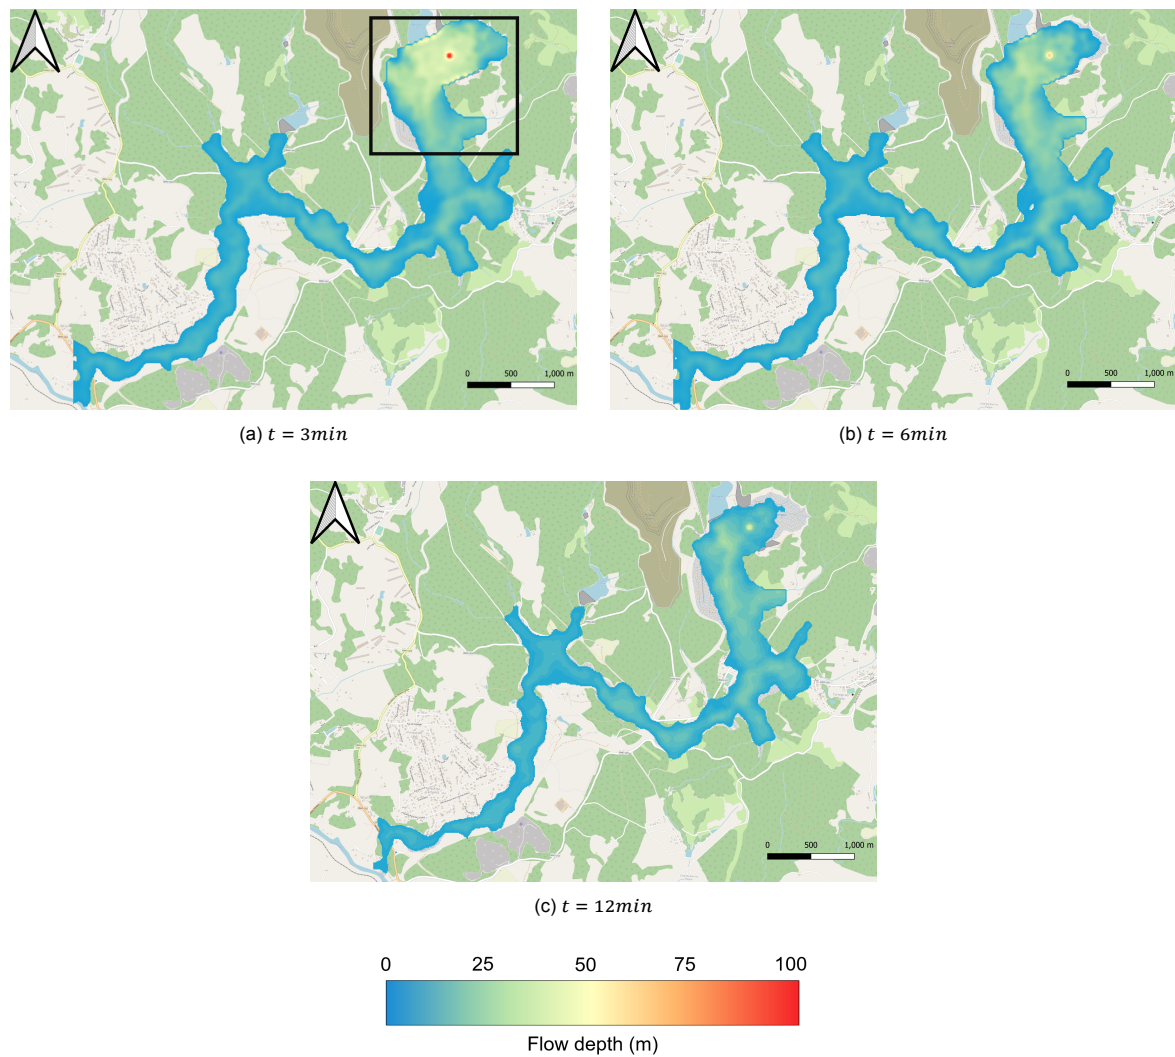 0 500 1,000 m
(a) t = 3min
0 500 1,000 m
(b) t = 6min
0 500 1,000 m
(c) t = 12min
0 25 50 75 100
Flow depth (m)